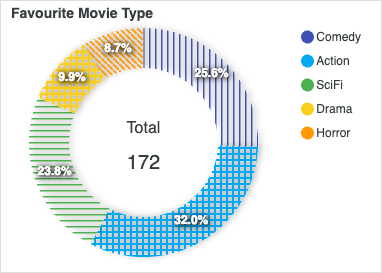 Favourite Movie Type
8.7%
Comedy
Action
SciFi
Drama
Horror
25.6%
9.9%
Total
172
23.8%
32.0%